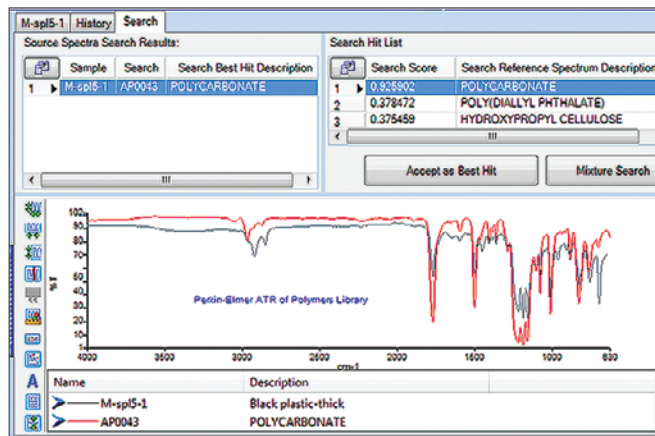 M-spl5-1 History Search
Source Spectra Search Results:
Sample Search Search Best Hit Description
1 M-spl5-1 AP0043 POLYCARBONATE
Search Hit List
Search Score Search Reference Spectrum Description
1 0.925902 POLYCARBONATE
2 0.378472 POLY(DIALLYL PHTHALATE)
3 0.375459 HYDROXYPROPYL CELLULOSE
Accept as Best Hit Mixture Search
100
90
80
70
%T
60
50
40
30
20
10
1
Perkin-Elmer ATR of Polymers Library
4000 3000 2500 2000 1500 1000 630
cm-1
Name Description
M-spl5-1 Black plastic-thick
AP0043 POLYCARBONATE